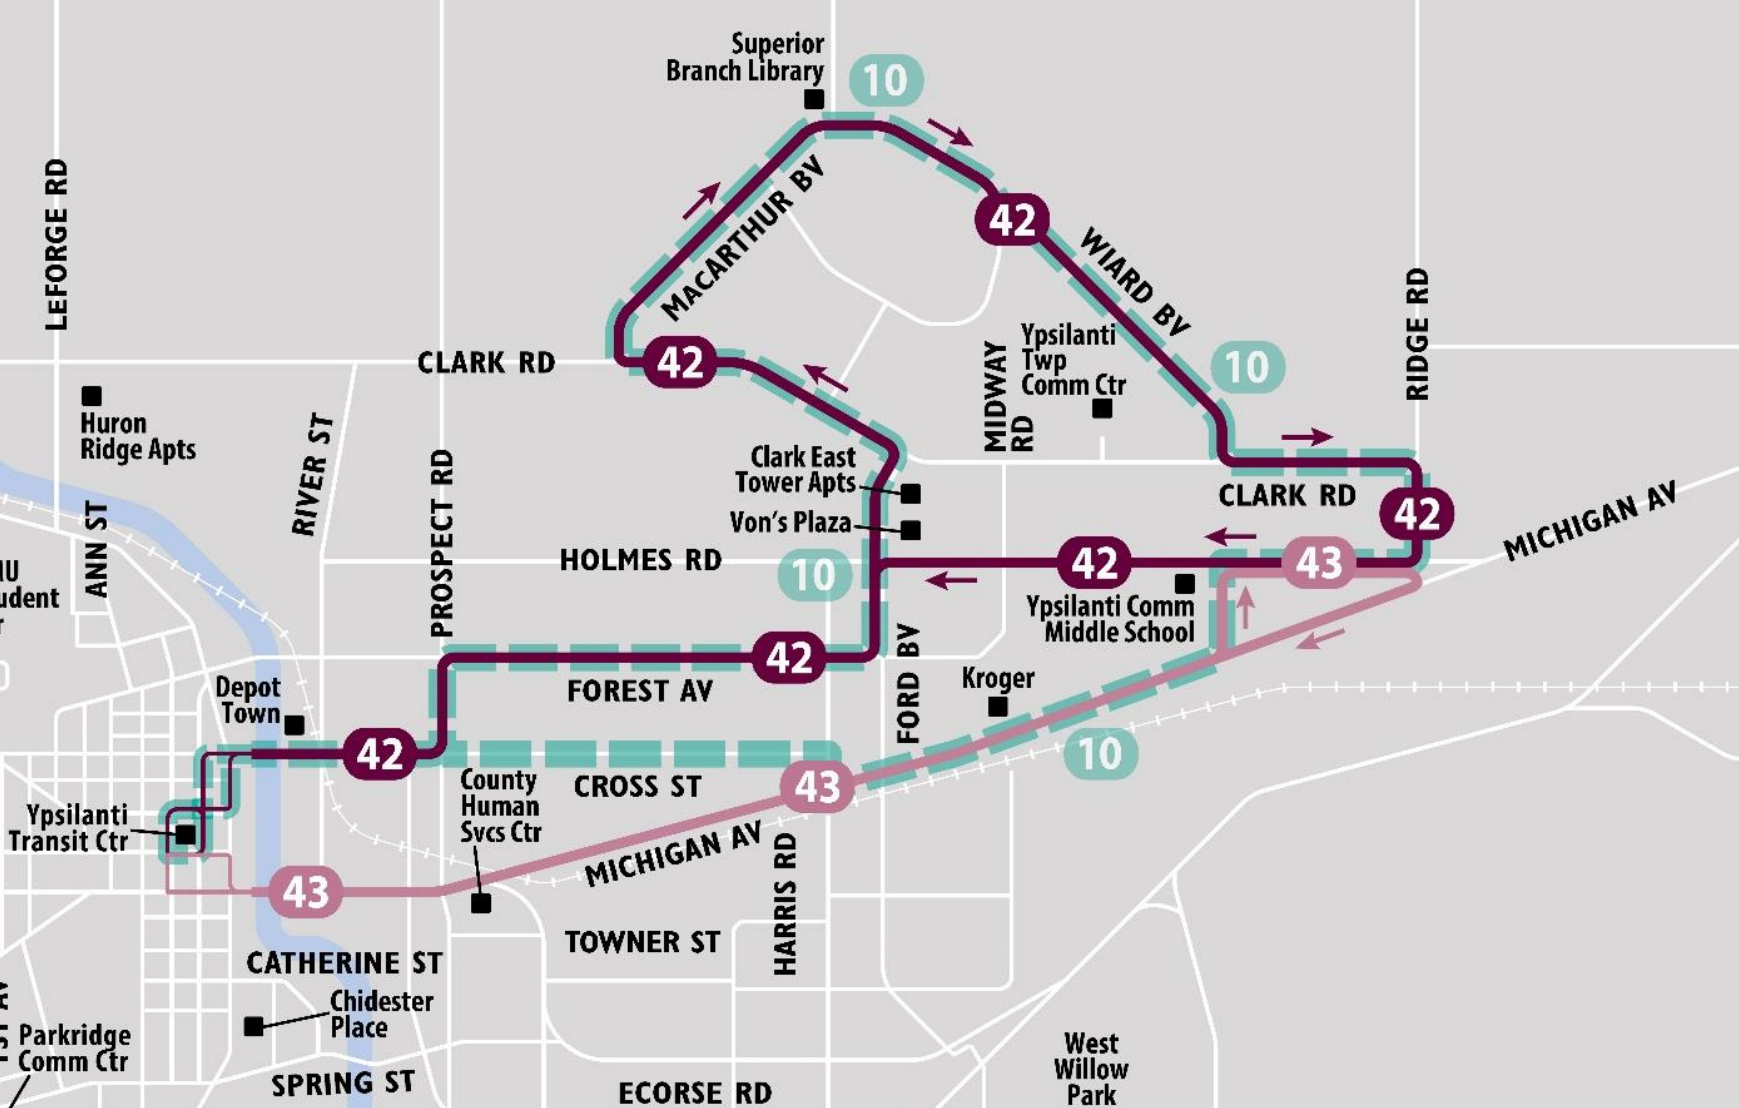 Superior
Branch Library
10
42
MACARTHUR BV
WIARD BV
LEFORGE RD
RIDGE RD
CLARK RD
42
Ypsilanti
Twp
Comm Ctr
10
MIDWAY
RD
Huron
Ridge Apts
RIVER ST
PROSPECT RD
Clark East
Tower Apts
Von's Plaza
CLARK RD
42
MICHIGAN AV
ANN ST
HOLMES RD
10
42
43
Ypsilanti Comm
Middle School
udent
42
FOREST AV
FORD BV
Kroger
Depot
Town
42
10
County
Human
Svcs Ctr
CROSS ST
43
Ypsilanti
Transit Ctr
MICHIGAN AV
HARRIS RD
43
TOWNER ST
CATHERINE ST
Chidester
Place
Parkridge
Comm Ctr
SPRING ST
ECORSE RD
West
Willow
Park